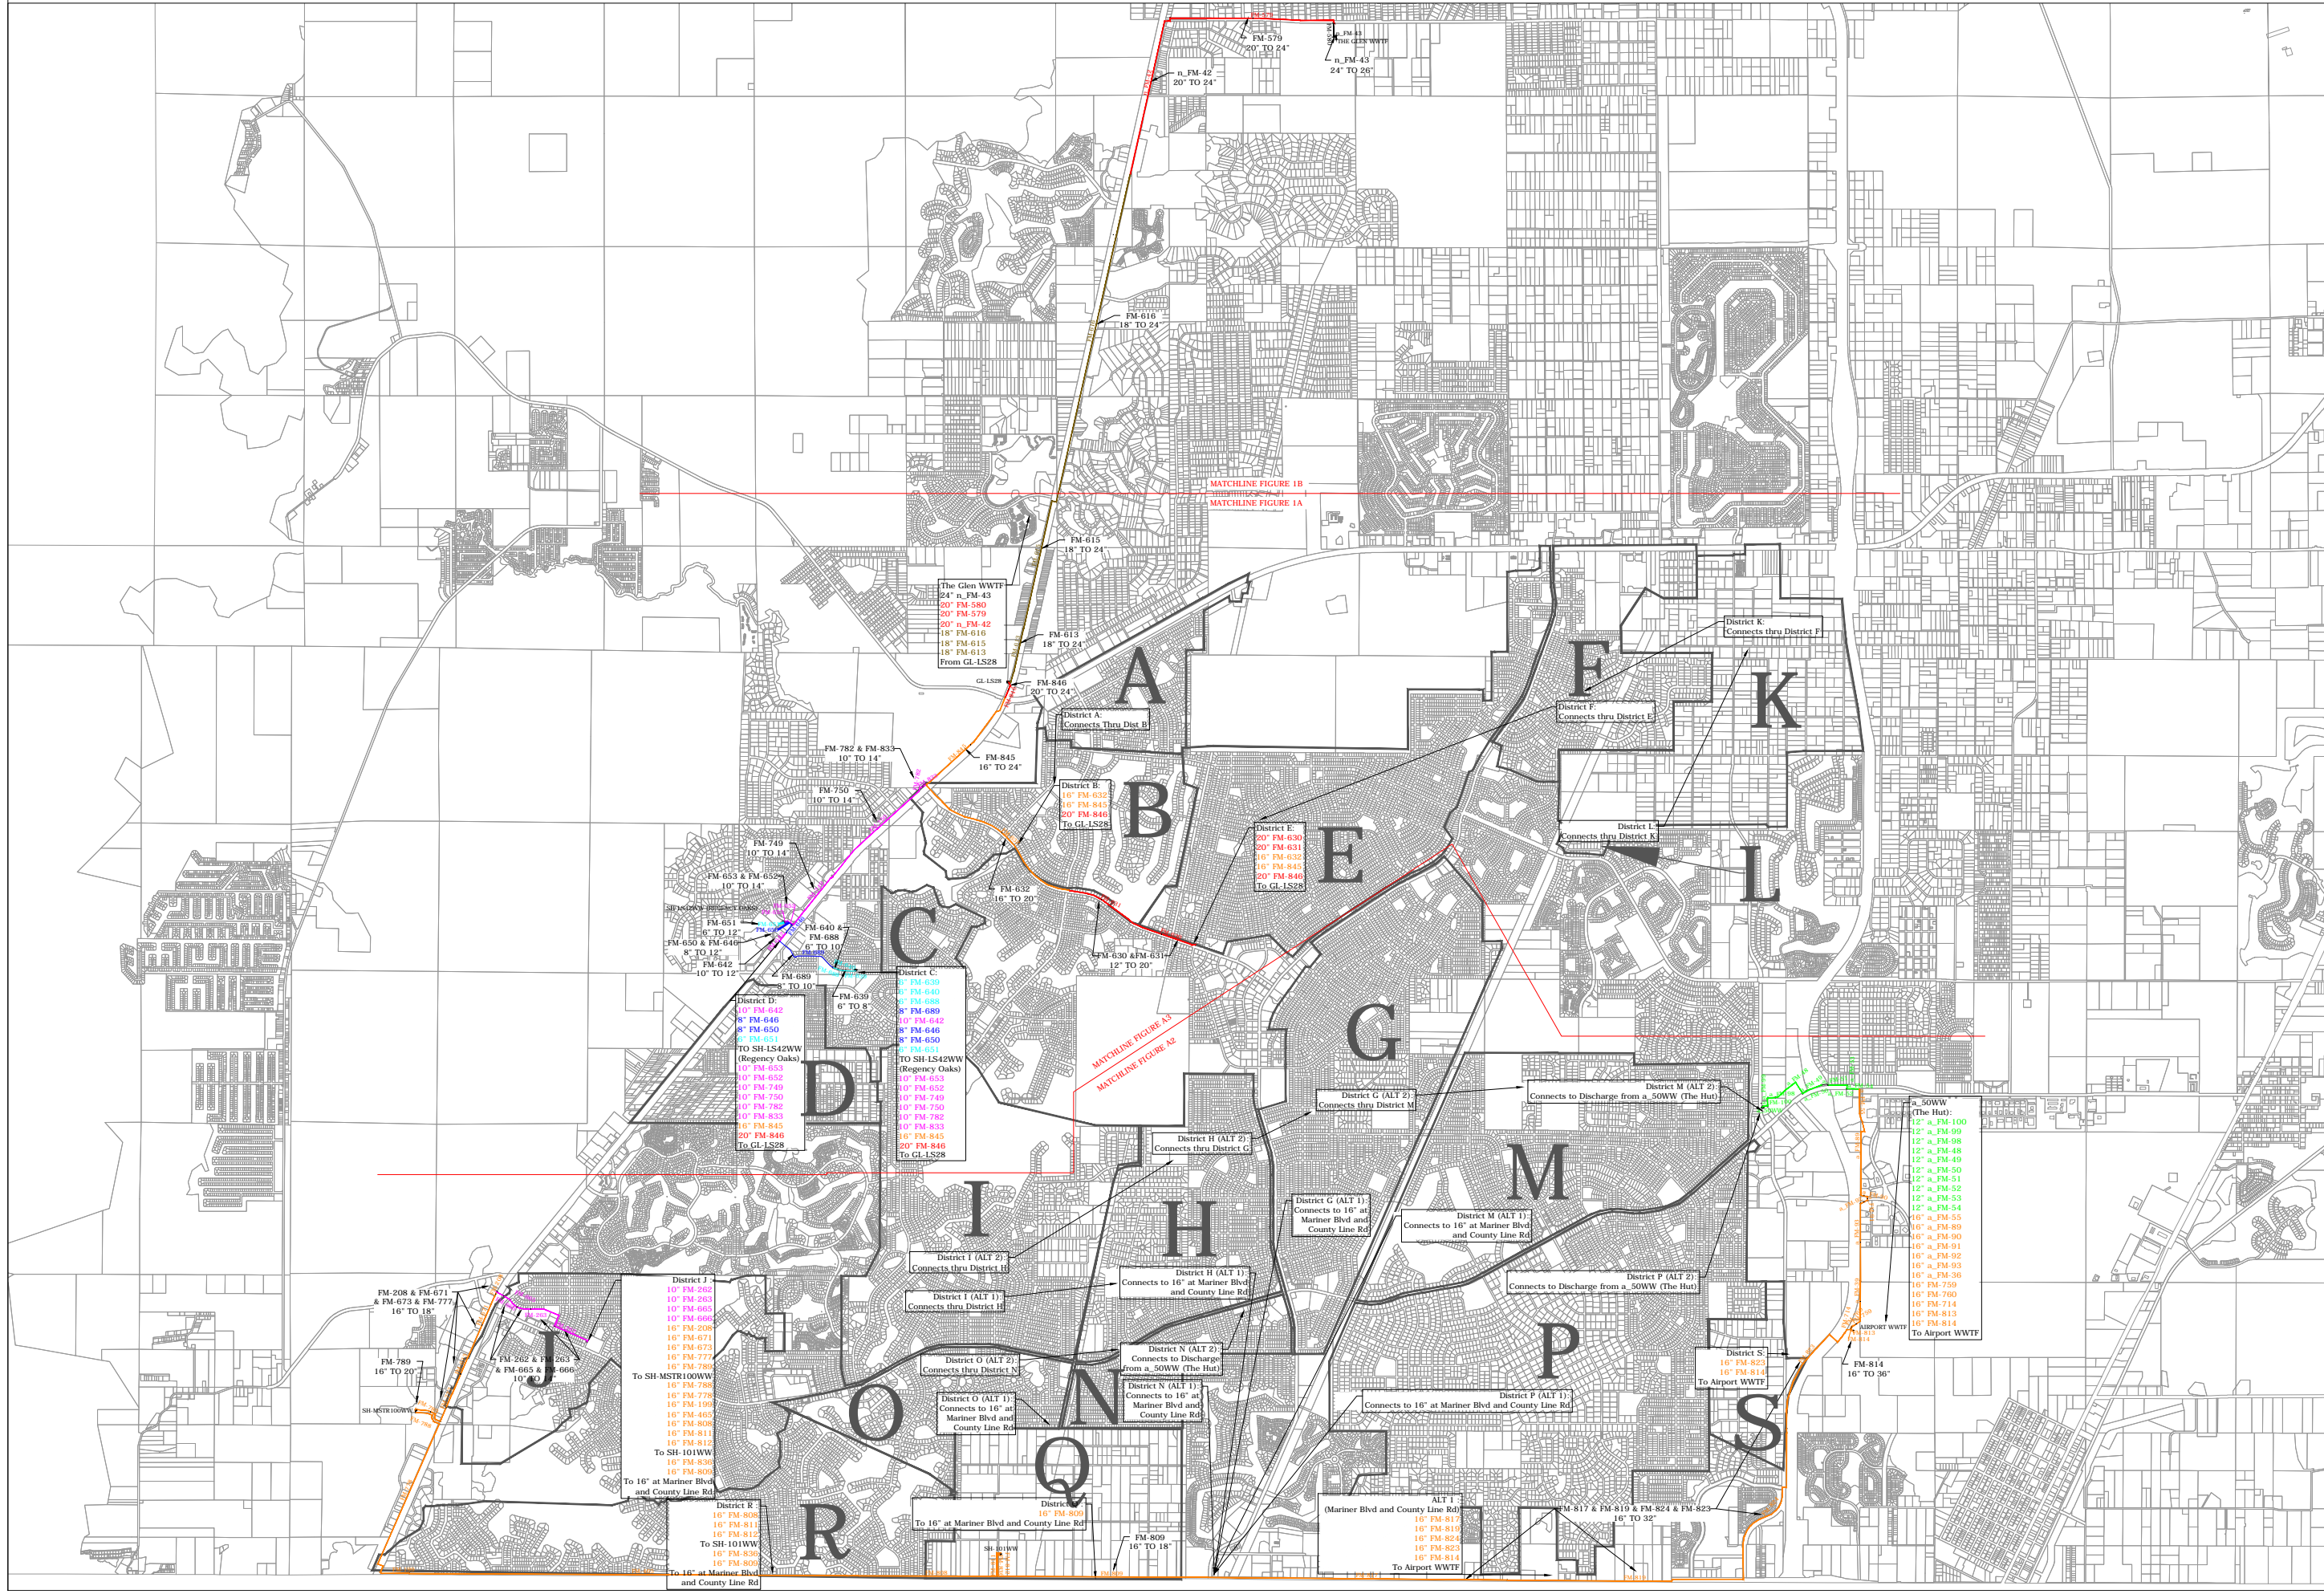 FM-579
20" TO 24"
n_FM-43
THE GLEN WWTF
n_FM-43
24" TO 26"
n_FM-42
20" TO 24"
FM-616
18" TO 24"
MATCHLINE FIGURE 1B
MATCHLINE FIGURE 1A
FM-615
18" TO 24"
The Glen WWTF
24" n_FM-43
20" FM-580
20" FM-579
20" n_FM-42
18" FM-616
18" FM-615
18" FM-613
From GL-LS28
FM-613
18" TO 24"
GL-LS28
FM-846
20" TO 24"
A
F
K
District K:
Connects thru District F
District F:
Connects thru District E
District A:
Connects Thru Dist B
FM-782 & FM-833
10" TO 14"
FM-845
16" TO 24"
FM-750
10" TO 14"
District B:
16" FM-632
16" FM-845
20" FM-846
To GL-LS28
B
District E:
20" FM-630
20" FM-631
16" FM-632
16" FM-845
20" FM-846
To GL-LS28
E
District L
Connects thru District K
L
FM-749
10" TO 14"
FM-653 & FM-652
10" TO 14"
FM-632
16" TO 20"
FM-651
6" TO 12"
FM-650 & FM-646
8" TO 12"
FM-642
10" TO 12"
FM-640 &
FM-688
6" TO 10"
FM-689
8" TO 10"
FM-639
6" TO 8"
C
FM-630 &FM-631
12" TO 20"
District D:
10" FM-642
8" FM-646
8" FM-650
6" FM-651
TO SH-LS42WW
(Regency Oaks)
10" FM-653
10" FM-652
10" FM-749
10" FM-750
10" FM-782
10" FM-833
16" FM-845
20" FM-846
To GL-LS28
D
District C:
6" FM-639
6" FM-640
6" FM-688
8" FM-689
10" FM-642
8" FM-646
8" FM-650
6" FM-651
TO SH-LS42WW
(Regency Oaks)
10" FM-653
10" FM-652
10" FM-749
10" FM-750
10" FM-782
10" FM-833
16" FM-845
20" FM-846
To GL-LS28
MATCHLINE FIGURE A3
MATCHLINE FIGURE A2
G
District G (ALT 2):
Connects thru District M
District M (ALT 2):
Connects to Discharge from a_50WW (The Hut)
District H (ALT 2):
Connects thru District G
a_50WW
(The Hut):
12" a_FM-100
12" a_FM-99
12" a_FM-98
12" a_FM-48
12" a_FM-49
12" a_FM-50
12" a_FM-51
12" a_FM-52
12" a_FM-53
12" a_FM-54
16" a_FM-55
16" a_FM-89
16" a_FM-90
16" a_FM-91
16" a_FM-92
16" a_FM-93
16" a_FM-36
16" FM-759
16" FM-760
16" FM-714
16" FM-813
16" FM-814
To Airport WWTF
M
I
H
District G (ALT 1):
Connects to 16" at
Mariner Blvd and
County Line Rd
District M (ALT 1):
Connects to 16" at Mariner Blvd
and County Line Rd
District I (ALT 2):
Connects thru District H
District H (ALT 1):
Connects to 16" at Mariner Blvd
and County Line Rd
District I (ALT 1):
Connects thru District H
District P (ALT 2):
Connects to Discharge from a_50WW (The Hut)
FM-208 & FM-671
& FM-673 & FM-777
16" TO 18"
District J :
10" FM-262
10" FM-263
10" FM-665
10" FM-666
16" FM-208
16" FM-671
16" FM-673
16" FM-777
16" FM-789
To SH-MSTR100WW
16" FM-788
16" FM-778
16" FM-199
16" FM-465
16" FM-808
16" FM-811
16" FM-812
To SH-101WW
16" FM-836
16" FM-809
To 16" at Mariner Blvd
and County Line Rd
J
FM-789
16" TO 20"
FM-262 & FM-263
& FM-665 & FM-666
10" TO 14"
SH-MSTR100WW
District O (ALT 2):
Connects thru District N
District N (ALT 2):
Connects to Discharge
from a_50WW (The Hut)
District N (ALT 1):
Connects to 16" at
Mariner Blvd and
County Line Rd
District O (ALT 1):
Connects to 16" at
Mariner Blvd and
County Line Rd
O
N
P
District P (ALT 1):
Connects to 16" at Mariner Blvd and County Line Rd
District S:
16" FM-823
16" FM-814
To Airport WWTF
S
AIRPORT WWTF
FM-813
FM-814
FM-814
16" TO 36"
Q
16" FM-809
To 16" at Mariner Blvd and County Line Rd
District R :
16" FM-808
16" FM-811
16" FM-812
To SH-101WW
16" FM-836
16" FM-809
To 16" at Mariner Blvd
and County Line Rd
R
SH-101WW
FM-809
16" TO 18"
ALT 1
(Mariner Blvd and County Line Rd)
16" FM-817
16" FM-819
16" FM-824
16" FM-823
16" FM-814
To Airport WWTF
FM-817 & FM-819 & FM-824 & FM-823
16" TO 32"